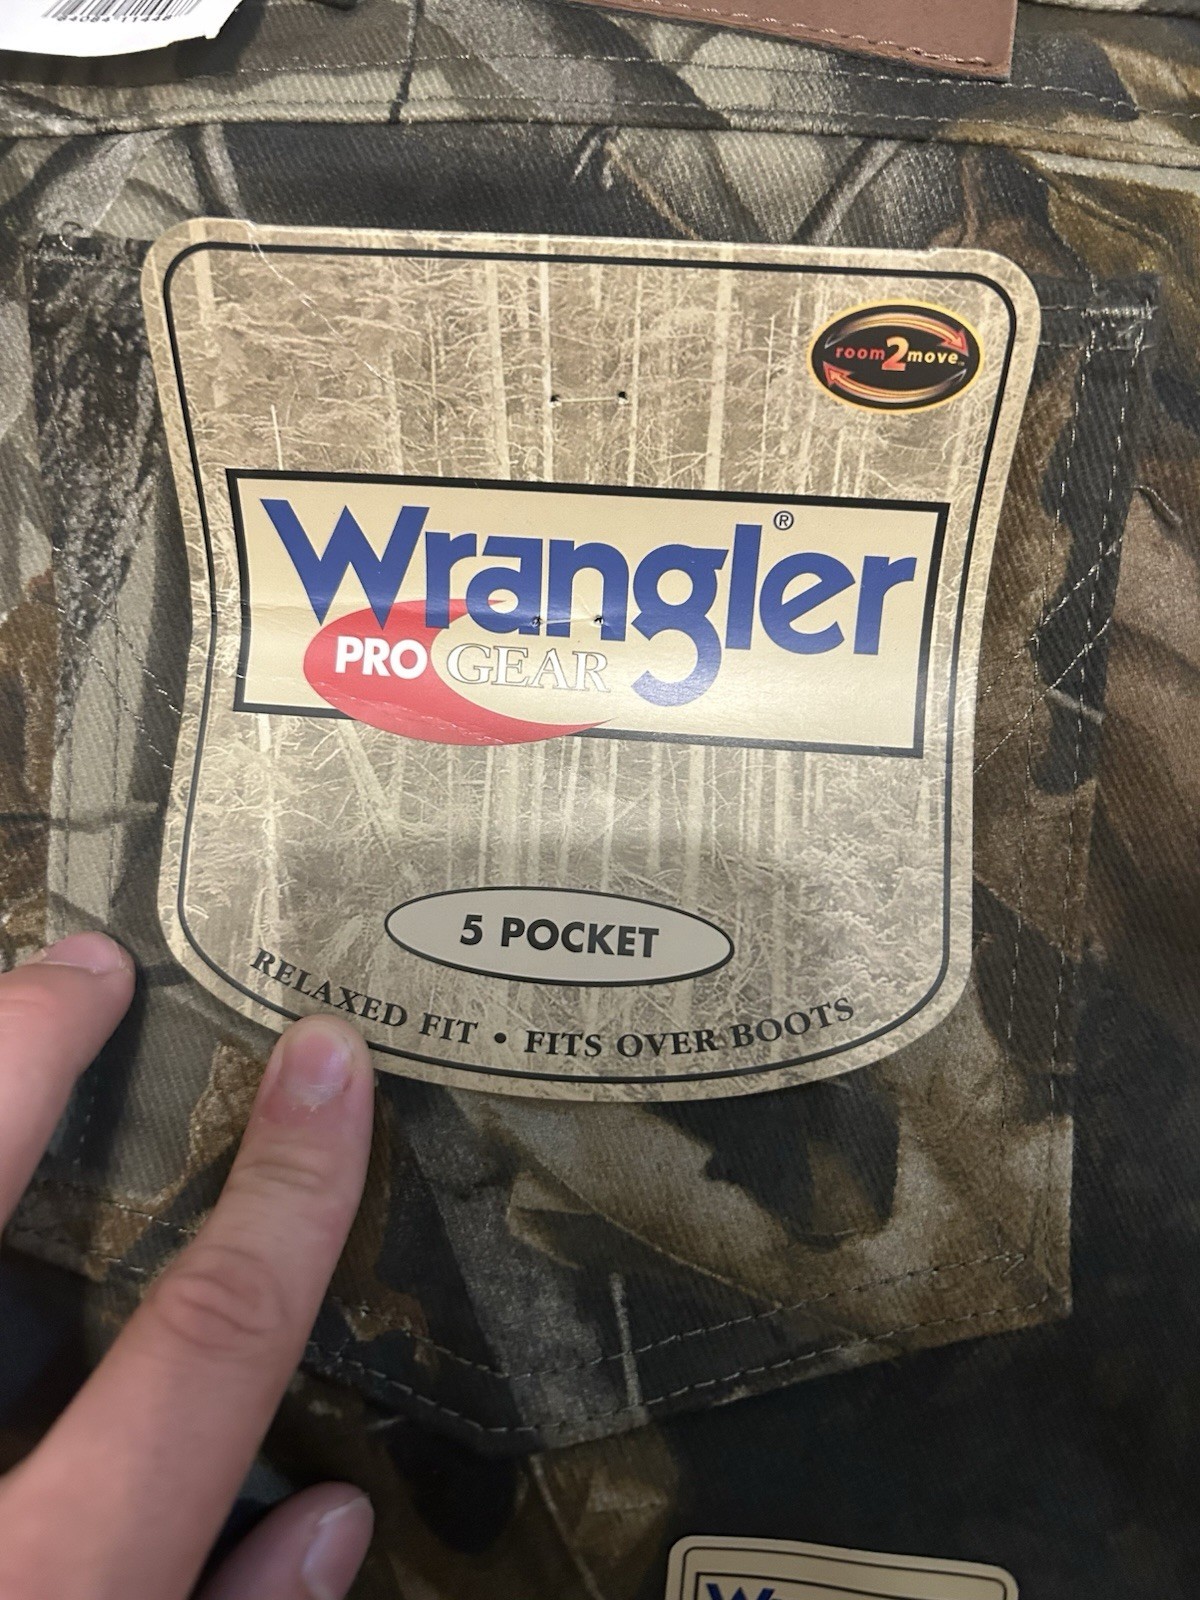 room2move
Wrangler®
PRO GEAR
5 POCKET
RELAXED FIT • FITS OVER BOOTS